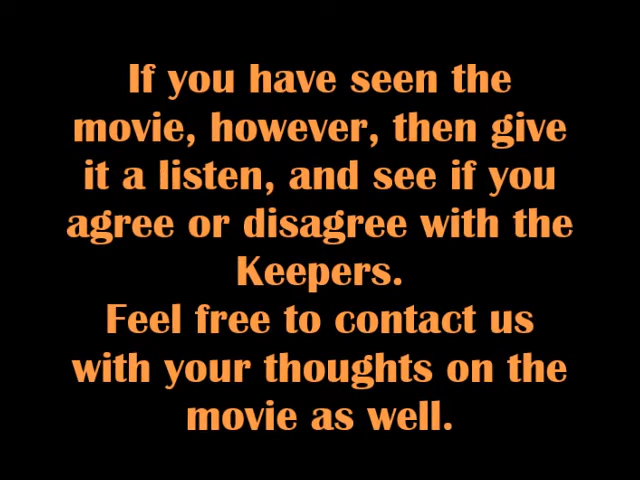 If you have seen the
movie, however, then give
it a listen, and see if you
agree or disagree with the
Keepers.
Feel free to contact us
with your thoughts on the
movie as well.